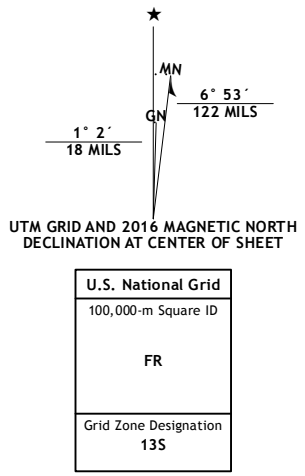 ★
MN
GN
6° 53´
122 MILS
1° 2´
18 MILS
UTM GRID AND 2016 MAGNETIC NORTH
DECLINATION AT CENTER OF SHEET
U.S. National Grid
100,000-m Square ID
FR
Grid Zone Designation
13S